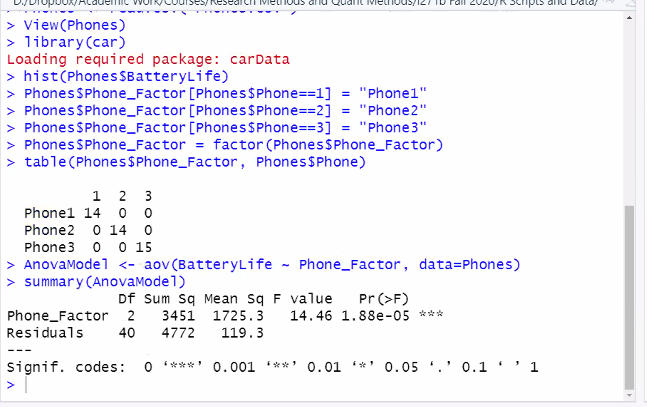 D:/Dropbox/Academic Work/Courses/Research Methods and Quant Methods/I271b Fall 2020/R Scripts and Data/
> View(Phones)
> library(car)
Loading required package: carData
> hist(Phones$BatteryLife)
> Phones$Phone_Factor[Phones$Phone==1] = "Phone1"
> Phones$Phone_Factor[Phones$Phone==2] = "Phone2"
> Phones$Phone_Factor[Phones$Phone==3] = "Phone3"
> Phones$Phone_Factor = factor(Phones$Phone_Factor)
> table(Phones$Phone_Factor, Phones$Phone)
1 2 3
Phone1 14 0 0
Phone2 0 14 0
Phone3 0 0 15
> AnovaModel <- aov(BatteryLife ~ Phone_Factor, data=Phones)
> summary(AnovaModel)
Df Sum Sq Mean Sq F value Pr(>F)
Phone_Factor 2 3451 1725.3 14.46 1.88e-05 ***
Residuals 40 4772 119.3
---
Signif. codes: 0 ‘***’ 0.001 ‘**’ 0.01 ‘*’ 0.05 ‘.’ 0.1 ‘ ’ 1
>